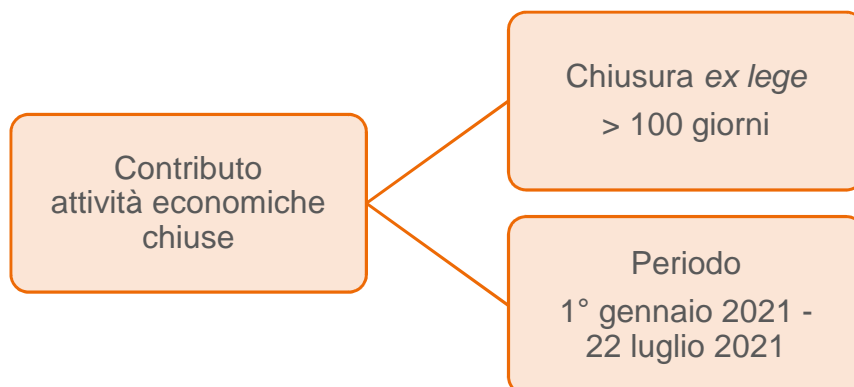 Contributo
attività economiche
chiuse
Chiusura ex lege
> 100 giorni
Periodo
1° gennaio 2021 -
22 luglio 2021